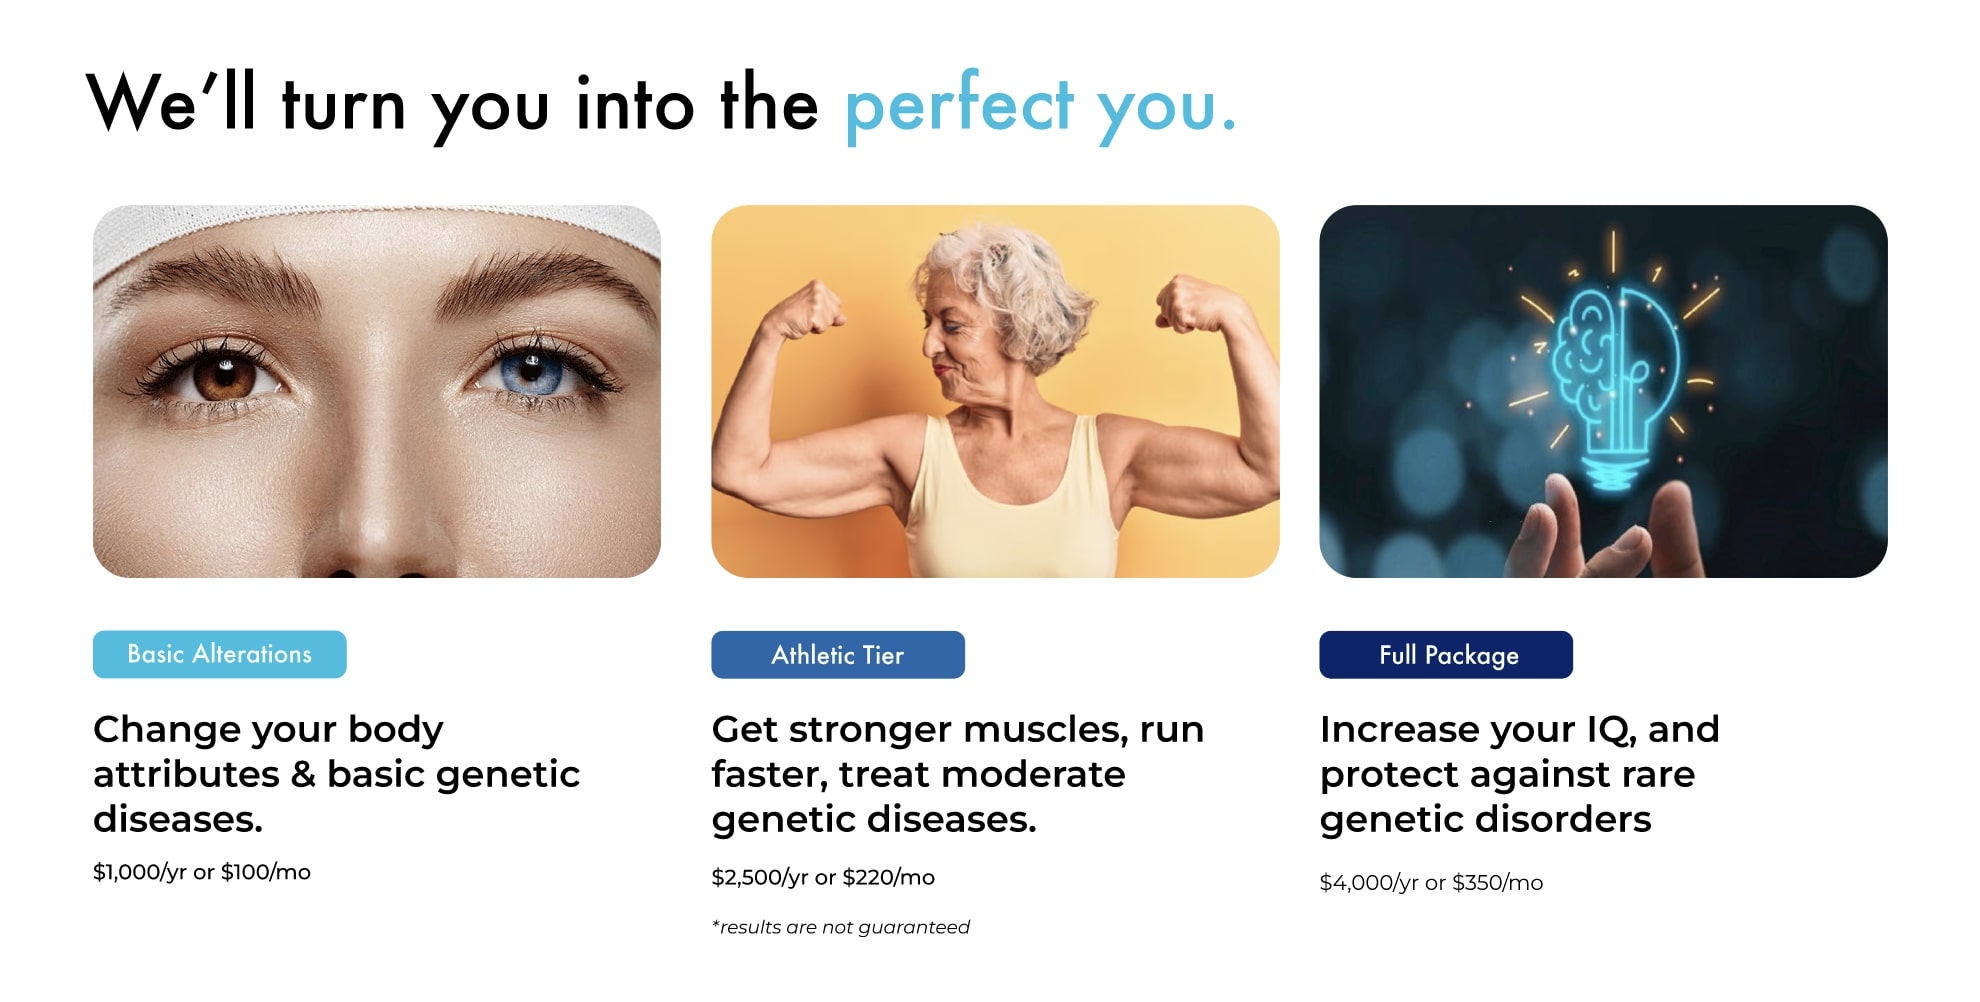 We’ll turn you into the perfect you.
Basic Alterations
Change your body
attributes & basic genetic
diseases.
$1,000/yr or $100/mo
Athletic Tier
Get stronger muscles, run
faster, treat moderate
genetic diseases.
$2,500/yr or $220/mo
*results are not guaranteed
Full Package
Increase your IQ, and
protect against rare
genetic disorders
$4,000/yr or $350/mo